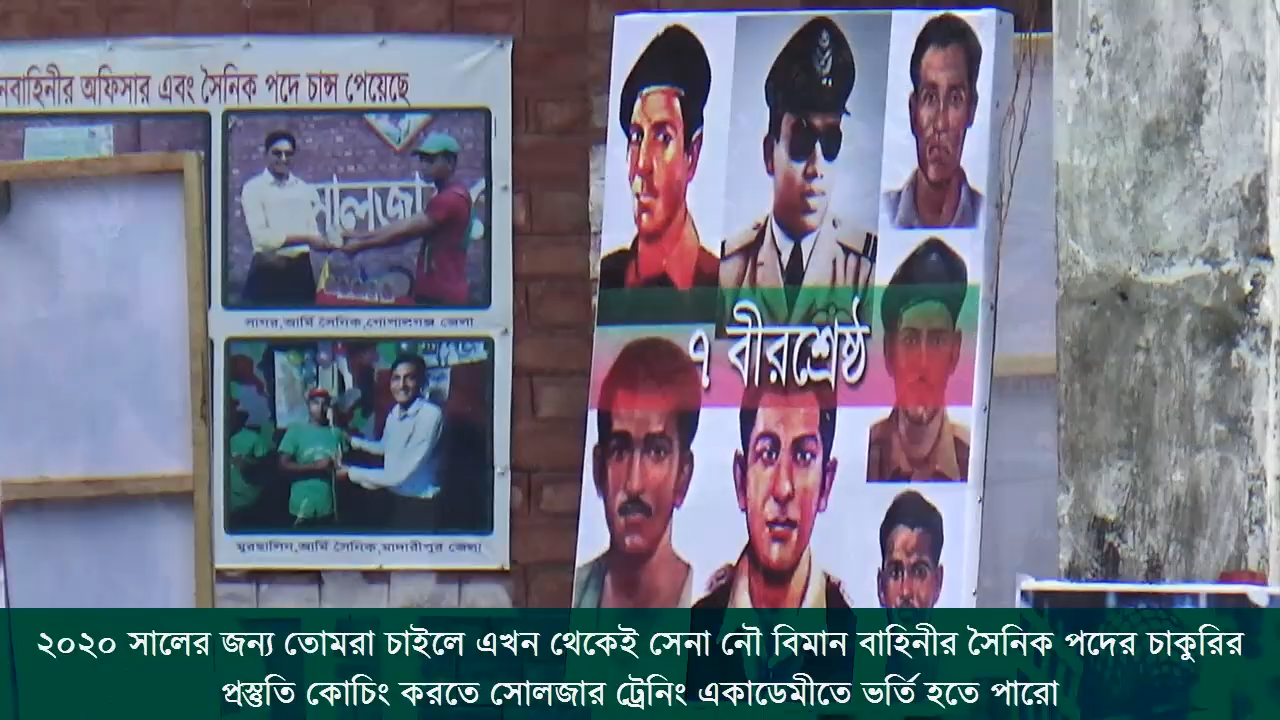 নবাহিনীর অফিসার এবং সৈনিক পদে চান্স পেয়েছে
সোলজার
সাগর,আর্মি সৈনিক,গোপালগঞ্জ জেলা
মুরছালিন,আর্মি সৈনিক,মাদারীপুর জেলা
৭ বীরশ্রেষ্ঠ
২০২০ সালের জন্য তোমরা চাইলে এখন থেকেই সেনা নৌ বিমান বাহিনীর সৈনিক পদের চাকুরির
প্রস্তুতি কোচিং করতে সোলজার ট্রেনিং একাডেমীতে ভর্তি হতে পারো